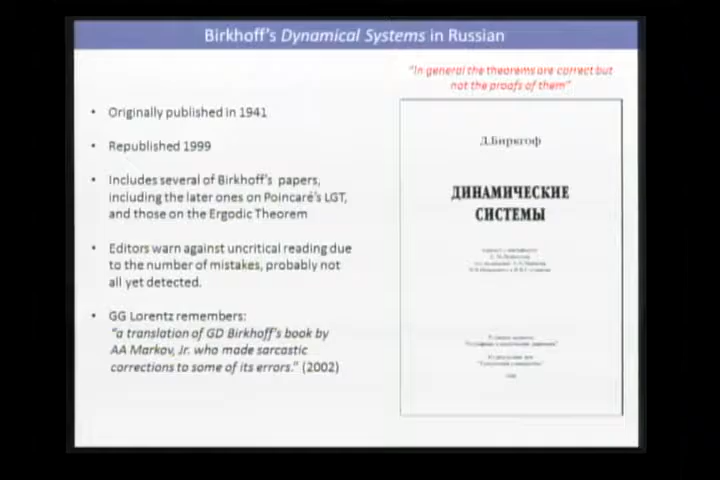 Birkhoff's Dynamical Systems in Russian
"In general the theorems are correct but
not the proofs of them"
• Originally published in 1941
• Republished 1999
• Includes several of Birkhoff's papers,
including the later ones on Poincaré's LGT,
and those on the Ergodic Theorem
• Editors warn against uncritical reading due
to the number of mistakes, probably not
all yet detected.
• GG Lorentz remembers:
"a translation of GD Birkhoff's book by
AA Markov, Jr. who made sarcastic
corrections to some of its errors." (2002)
Д.Биркгоф
ДИНАМИЧЕСКИЕ
СИСТЕМЫ